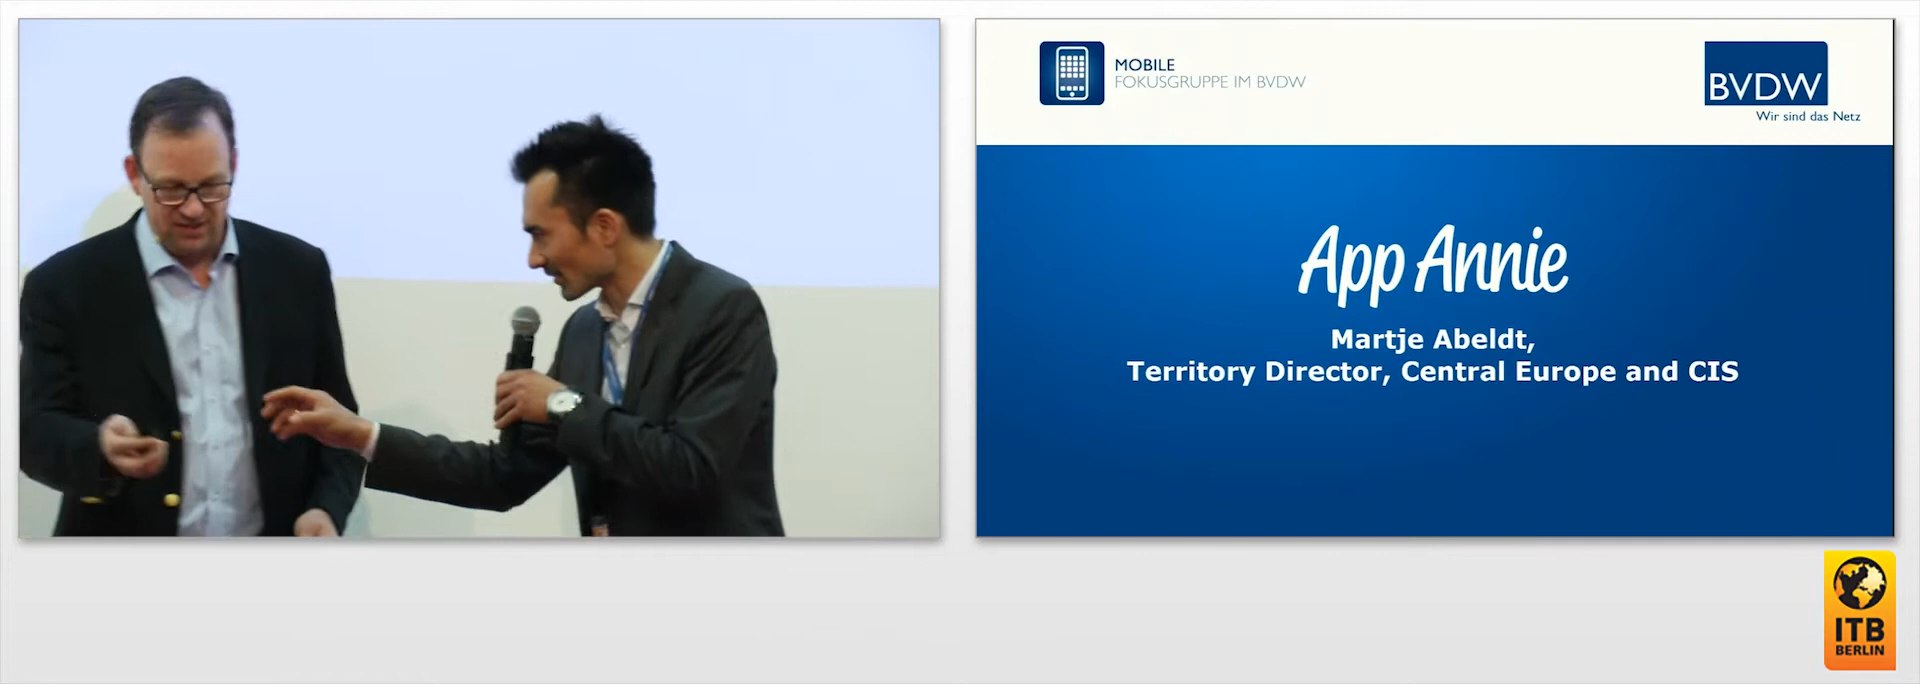 MOBILE
FOKUSGRUPPE IM BVDW
BVDW
Wir sind das Netz
App Annie
Martje Abeldt,
Territory Director, Central Europe and CIS
ITB
BERLIN